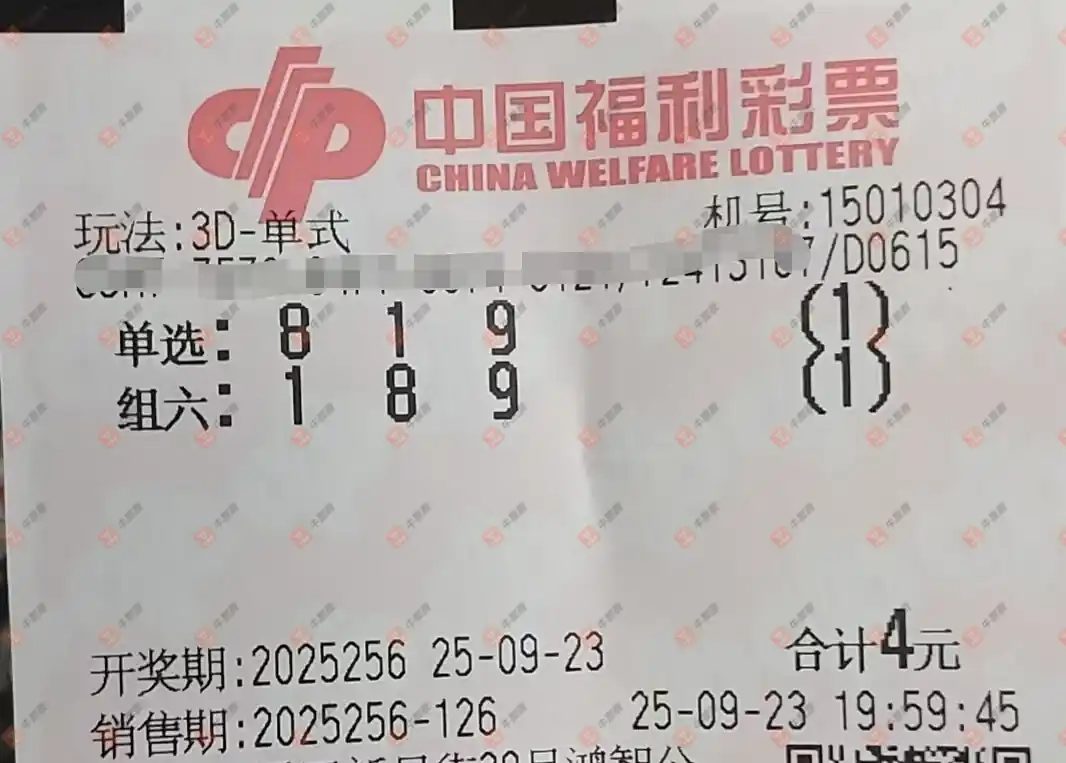 中国福利彩票
CHINA WELFARE LOTTERY
玩法:3D-单式 机号:15010304
7/D0615
单选: 8 1 9 (1)
组六: 1 8 9 (1)
开奖期:2025256 25-09-23 合计4元
销售期:2025256-126 25-09-23 19:59:45